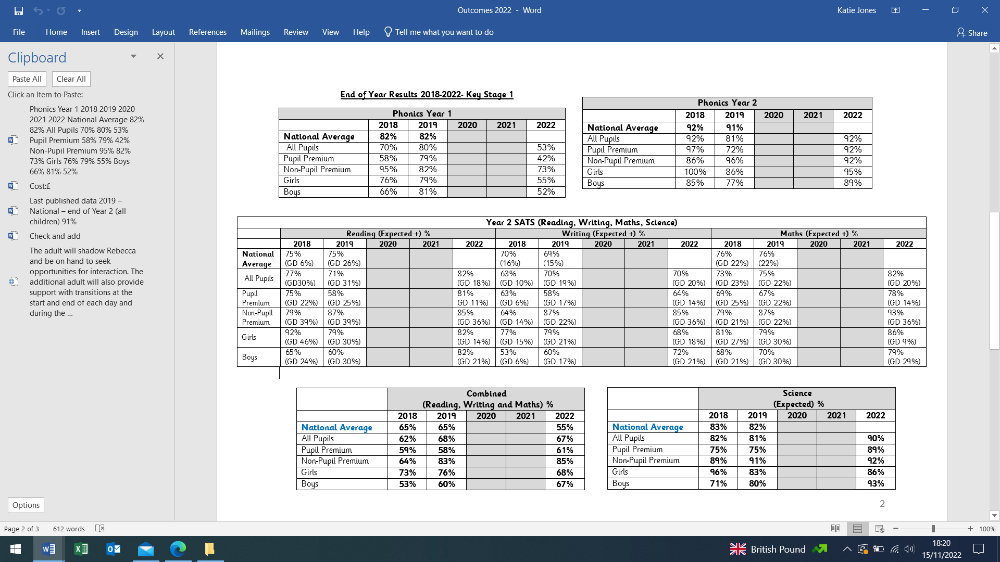 Outcomes 2022 - Word
Katie Jones
File Home Insert Design Layout References Mailings Review View Help Tell me what you want to do
Share
Clipboard
Paste All Clear All
Click an Item to Paste:
Phonics Year 1 2018 2019 2020
2021 2022 National Average 82%
82% All Pupils 70% 80% 53%
Pupil Premium 58% 79% 42%
Non-Pupil Premium 95% 82%
73% Girls 76% 79% 55% Boys
66% 81% 52%
Cost:£
Last published data 2019 –
National – end of Year 2 (all
children) 91%
Check and add
The adult will shadow Rebecca
and be on hand to seek
opportunities for interaction. The
additional adult will also provide
support with transitions at the
start and end of each day and
during the ...
Options
End of Year Results 2018-2022- Key Stage 1
Phonics Year 1
2018 2019 2020 2021 2022
National Average 82% 82%
All Pupils 70% 80% 53%
Pupil Premium 58% 79% 42%
Non-Pupil Premium 95% 82% 73%
Girls 76% 79% 55%
Boys 66% 81% 52%
Phonics Year 2
2018 2019 2020 2021 2022
National Average 92% 91%
All Pupils 92% 81% 92%
Pupil Premium 97% 72% 92%
Non-Pupil Premium 86% 96% 92%
Girls 100% 86% 95%
Boys 85% 77% 89%
Year 2 SATS (Reading, Writing, Maths, Science)
Reading (Expected +) % Writing (Expected +) % Maths (Expected +) %
2018 2019 2020 2021 2022 2018 2019 2020 2021 2022 2018 2019 2020 2021 2022
National 75% 75% 70% 69% 76% 76%
Average (GD 6%) (GD 26%) (16%) (15%) (GD 22%) (22%)
All Pupils 77% 71% 82% 63% 70% 70% 73% 75% 82%
(GD30%) (GD 31%) (GD 18%) (GD 10%) (GD 19%) (GD 20%) (GD 23%) (GD 22%) (GD 20%)
Pupil 75% 58% 81% 63% 58% 64% 69% 67% 78%
Premium (GD 22%) (GD 25%) GD 11%) (GD 6%) (GD 17%) (GD 14%) (GD 25%) (GD 22%) (GD 14%)
Non-Pupil 79% 87% 85% 64% 87% 85% 79% 87% 93%
Premium (GD 39%) (GD 39%) (GD 36%) (GD 14%) (GD 22%) (GD 36%) (GD 21%) (GD 22%) (GD 36%)
Girls 92% 79% 82% 77% 79% 68% 81% 79% 86%
(GD 46%) (GD 30%) (GD 14%) (GD 15%) (GD 21%) (GD 18%) (GD 27%) (GD 30%) (GD 9%)
Boys 65% 60% 82% 53% 60% 72% 68% 70% 79%
(GD 24%) (GD 30%) (GD 21%) (GD 6%) (GD 17%) (GD 21%) (GD 21%) (GD 30%) (GD 29%)
Combined
(Reading, Writing and Maths) %
2018 2019 2020 2021 2022
National Average 65% 65% 55%
All Pupils 62% 68% 67%
Pupil Premium 59% 58% 61%
Non-Pupil Premium 64% 83% 85%
Girls 73% 76% 68%
Boys 53% 60% 67%
Science
(Expected) %
2018 2019 2020 2021 2022
National Average 83% 82%
All Pupils 82% 81% 90%
Pupil Premium 75% 75% 89%
Non-Pupil Premium 89% 91% 92%
Girls 96% 83% 86%
Boys 71% 80% 93%
2
Page 2 of 3 612 words
100%
British Pound
18:20
15/11/2022